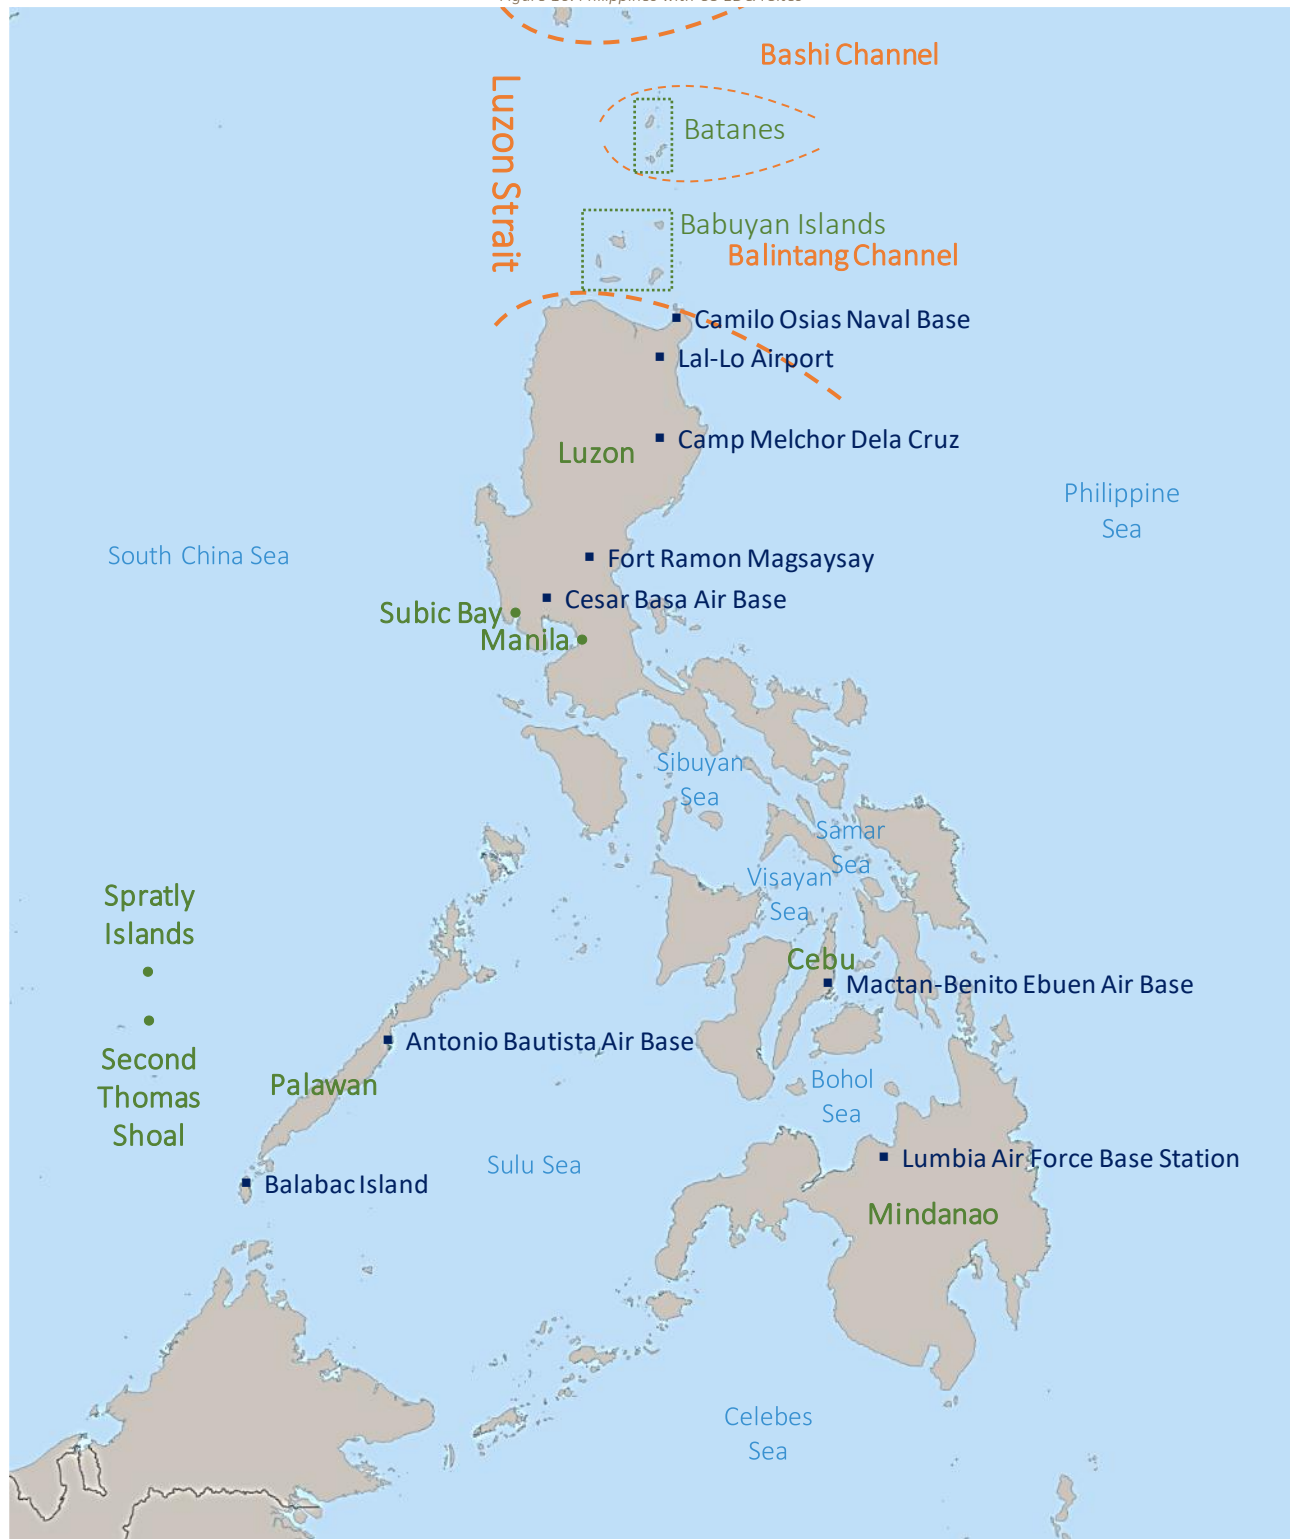 Bashi Channel
Luzon Strait
Batanes
Babuyan Islands
Balintang Channel
Camilo Osias Naval Base
Lal-Lo Airport
Camp Melchor Dela Cruz
Luzon
Philippine
Sea
South China Sea
Fort Ramon Magsaysay
Cesar Basa Air Base
Subic Bay
Manila
Sibuyan
Sea
Samar
Sea
Visayan
Sea
Spratly
Islands
Cebu
Mactan-Benito Ebuen Air Base
Antonio Bautista Air Base
Second
Thomas
Shoal
Palawan
Bohol
Sea
Sulu Sea
Lumbia Air Force Base Station
Balabac Island
Mindanao
Celebes
Sea